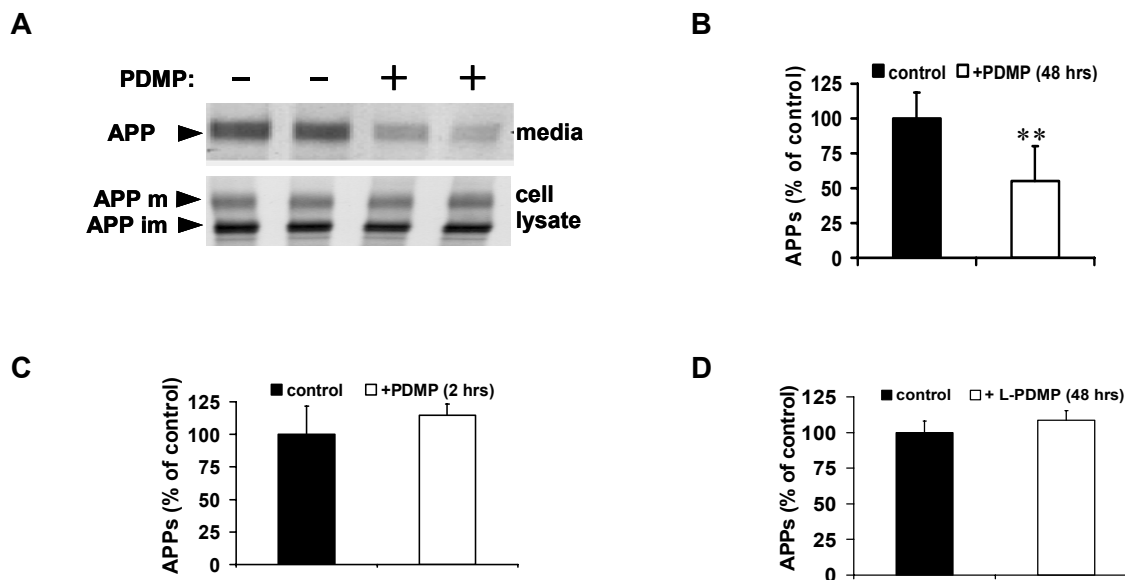 A
PDMP: − − + +
APP ► media
APP m ► cell
APP im ► lysate
B
■ control □ +PDMP (48 hrs)
APPs (% of control)
125
100
75
50
25
0
**
C
■ control □ +PDMP (2 hrs)
APPs (% of control)
125
100
75
50
25
0
D
■ control □ + L-PDMP (48 hrs)
APPs (% of control)
125
100
75
50
25
0